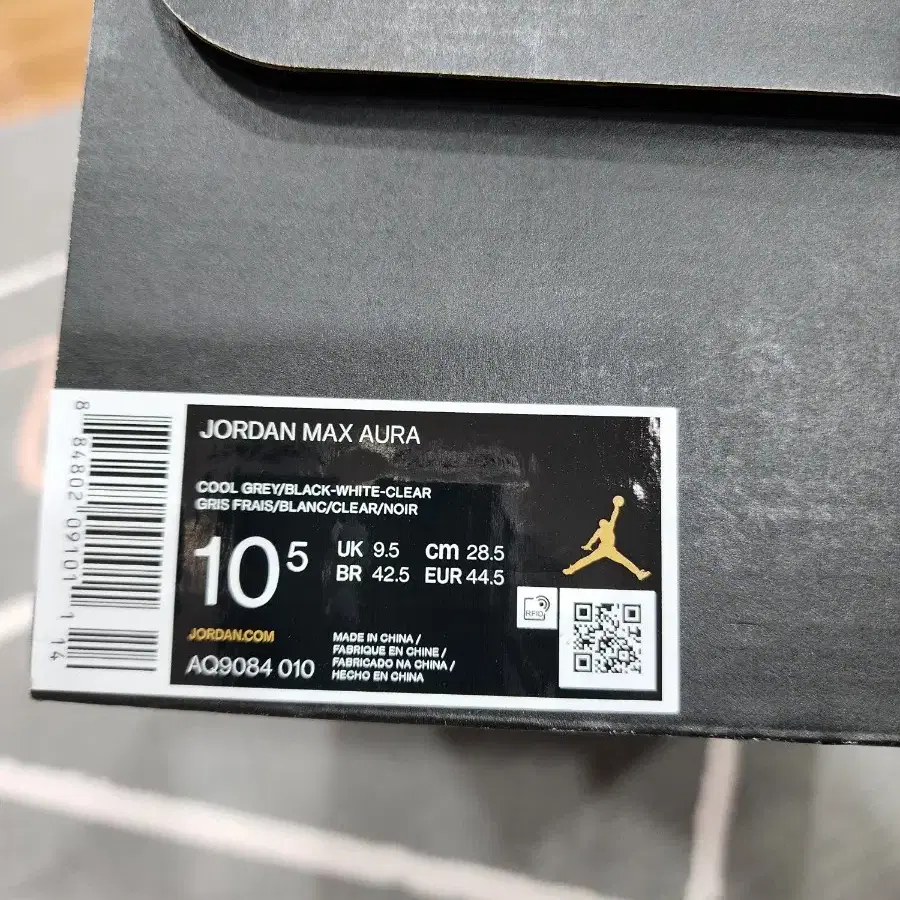 JORDAN MAX AURA
COOL GREY/BLACK-WHITE-CLEAR
GRIS FRAIS/BLANC/CLEAR/NOIR
10 5
UK 9.5 cm 28.5
BR 42.5 EUR 44.5
RFID
JORDAN.COM
AQ9084 010
MADE IN CHINA /
FABRIQUE EN CHINE /
FABRICADO NA CHINA /
HECHO EN CHINA
8 84802 09101 1 14